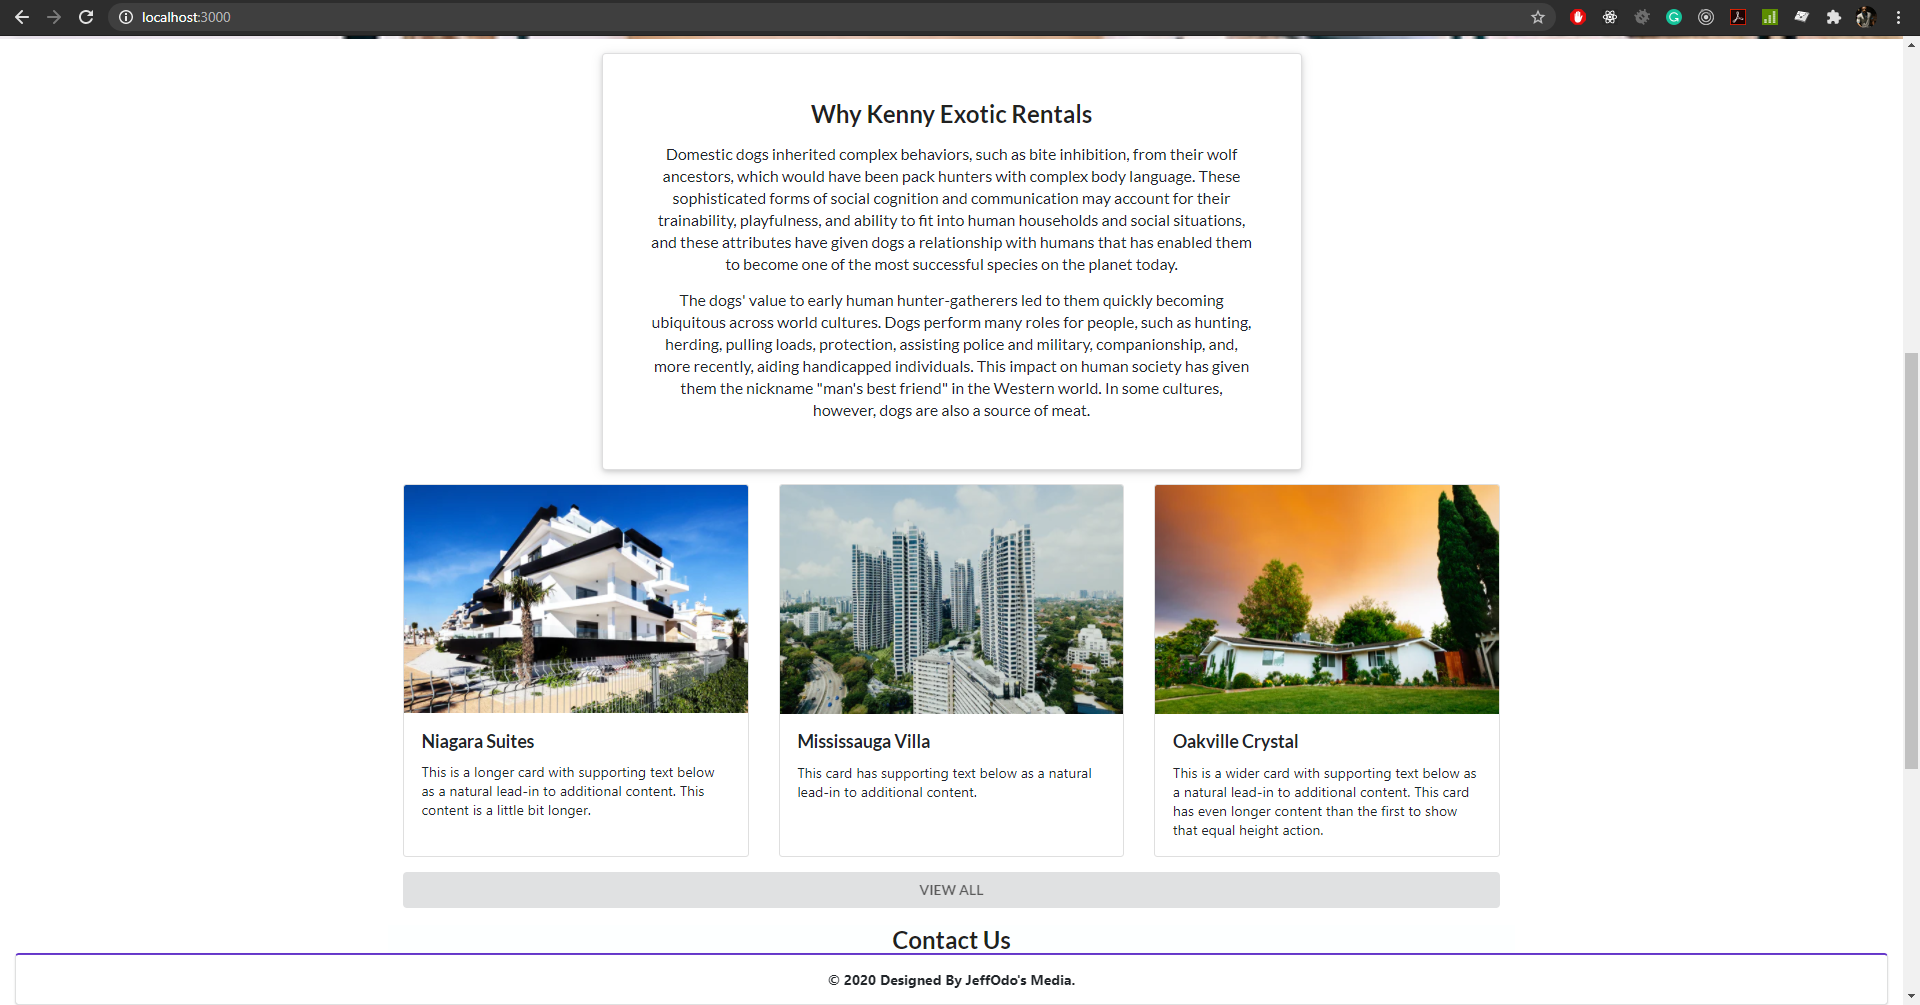 localhost:3000
Why Kenny Exotic Rentals
Domestic dogs inherited complex behaviors, such as bite inhibition, from their wolf
ancestors, which would have been pack hunters with complex body language. These
sophisticated forms of social cognition and communication may account for their
trainability, playfulness, and ability to fit into human households and social situations,
and these attributes have given dogs a relationship with humans that has enabled them
to become one of the most successful species on the planet today.
The dogs' value to early human hunter-gatherers led to them quickly becoming
ubiquitous across world cultures. Dogs perform many roles for people, such as hunting,
herding, pulling loads, protection, assisting police and military, companionship, and,
more recently, aiding handicapped individuals. This impact on human society has given
them the nickname "man's best friend" in the Western world. In some cultures,
however, dogs are also a source of meat.
Niagara Suites
This is a longer card with supporting text below
as a natural lead-in to additional content. This
content is a little bit longer.
Mississauga Villa
This card has supporting text below as a natural
lead-in to additional content.
Oakville Crystal
This is a wider card with supporting text below as
a natural lead-in to additional content. This card
has even longer content than the first to show
that equal height action.
VIEW ALL
Contact Us
© 2020 Designed By JeffOdo's Media.